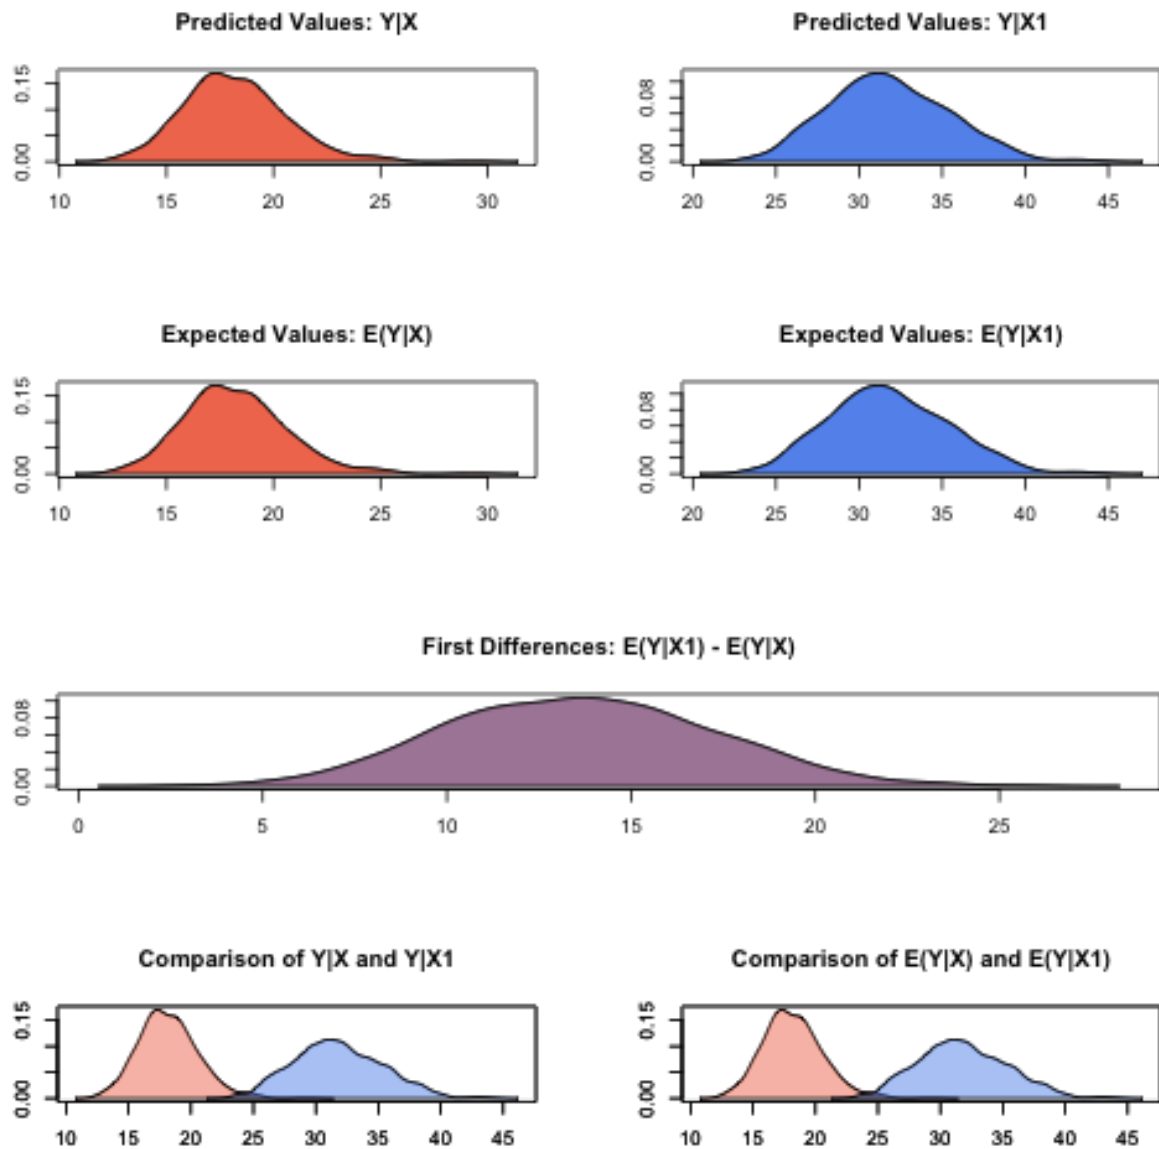 Predicted Values: Y|X
0.00 0.15
10 15 20 25 30
Predicted Values: Y|X1
0.00 0.08
20 25 30 35 40 45
Expected Values: E(Y|X)
0.00 0.15
10 15 20 25 30
Expected Values: E(Y|X1)
0.00 0.08
20 25 30 35 40 45
First Differences: E(Y|X1) - E(Y|X)
0.00 0.08
0 5 10 15 20 25
Comparison of Y|X and Y|X1
0.00 0.15
10 15 20 25 30 35 40 45
Comparison of E(Y|X) and E(Y|X1)
0.00 0.15
10 15 20 25 30 35 40 45